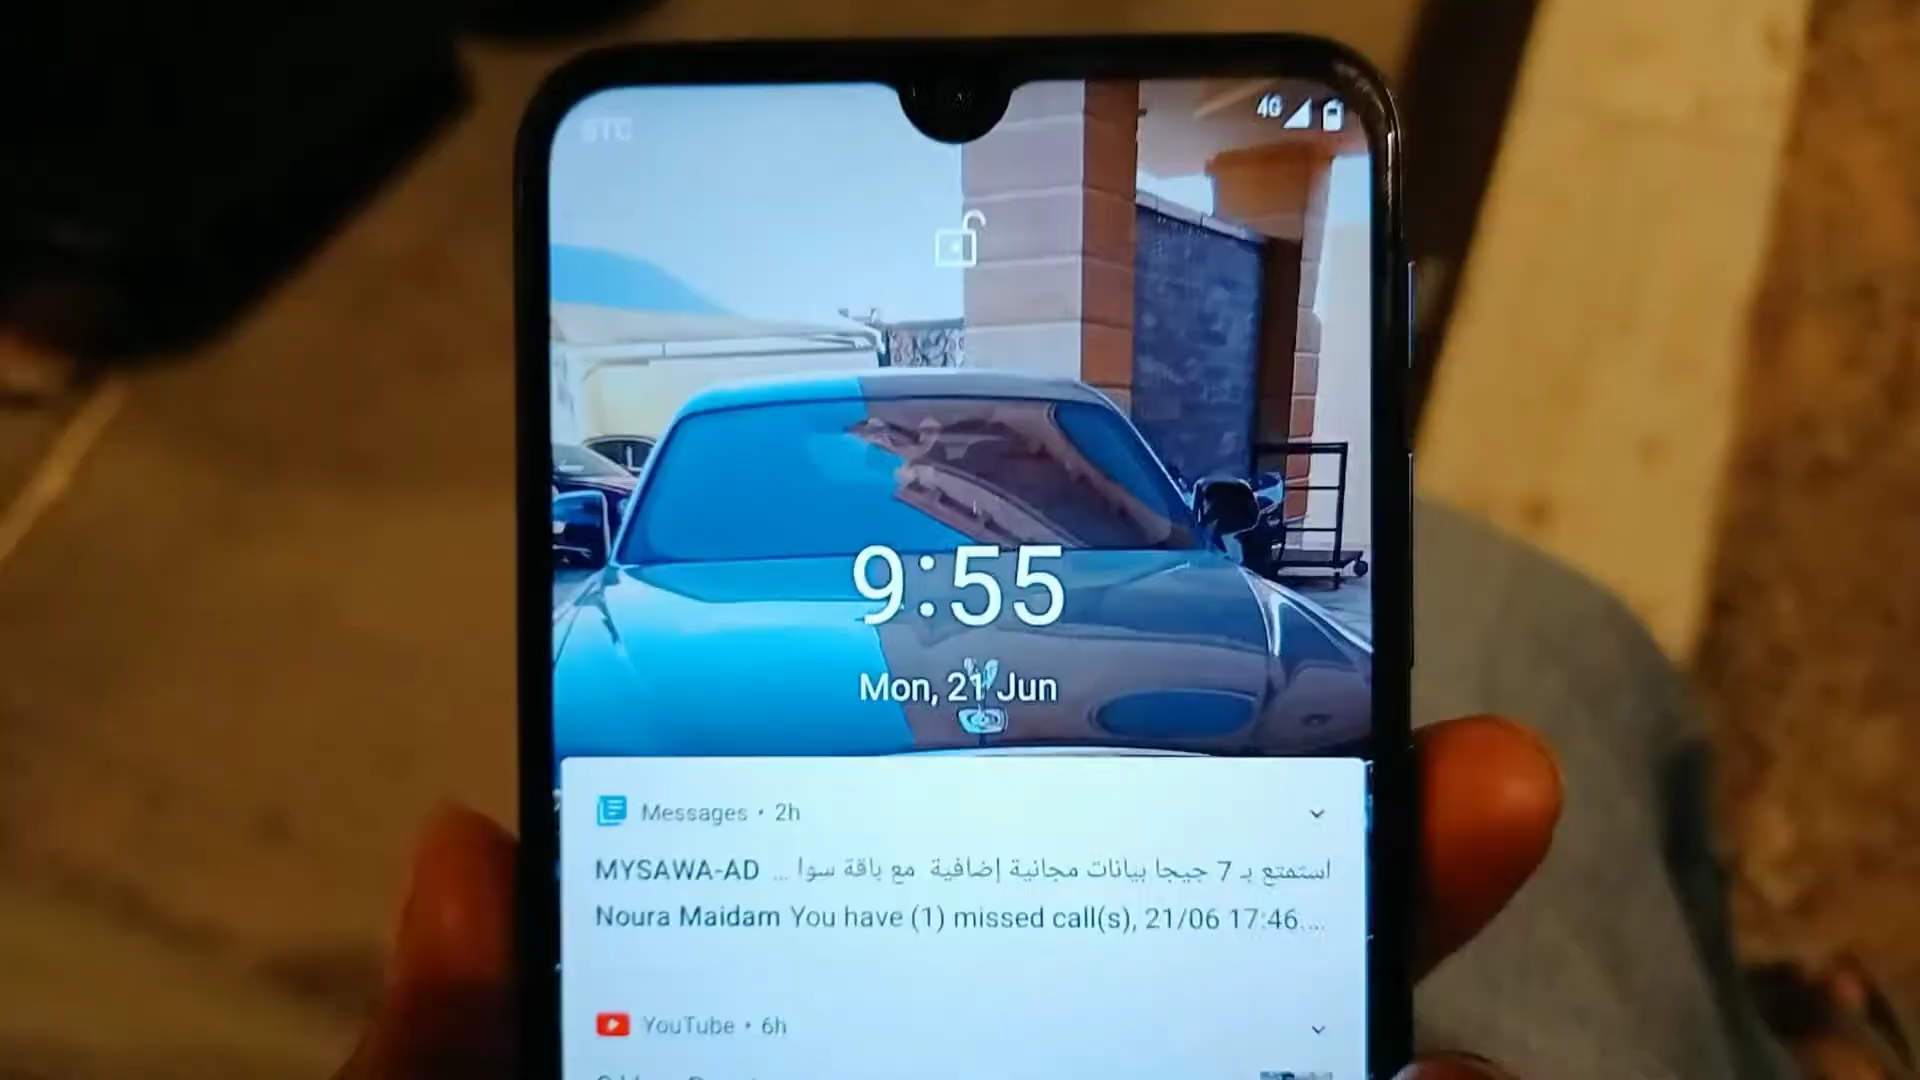 STC
4G
9:55
Mon, 21 Jun
Messages • 2h
MYSAWA-AD استمتع بـ 7 جيجا بيانات مجانية إضافية مع باقة سوا ...
Noura Maidam You have (1) missed call(s), 21/06 17:46....
YouTube • 6h